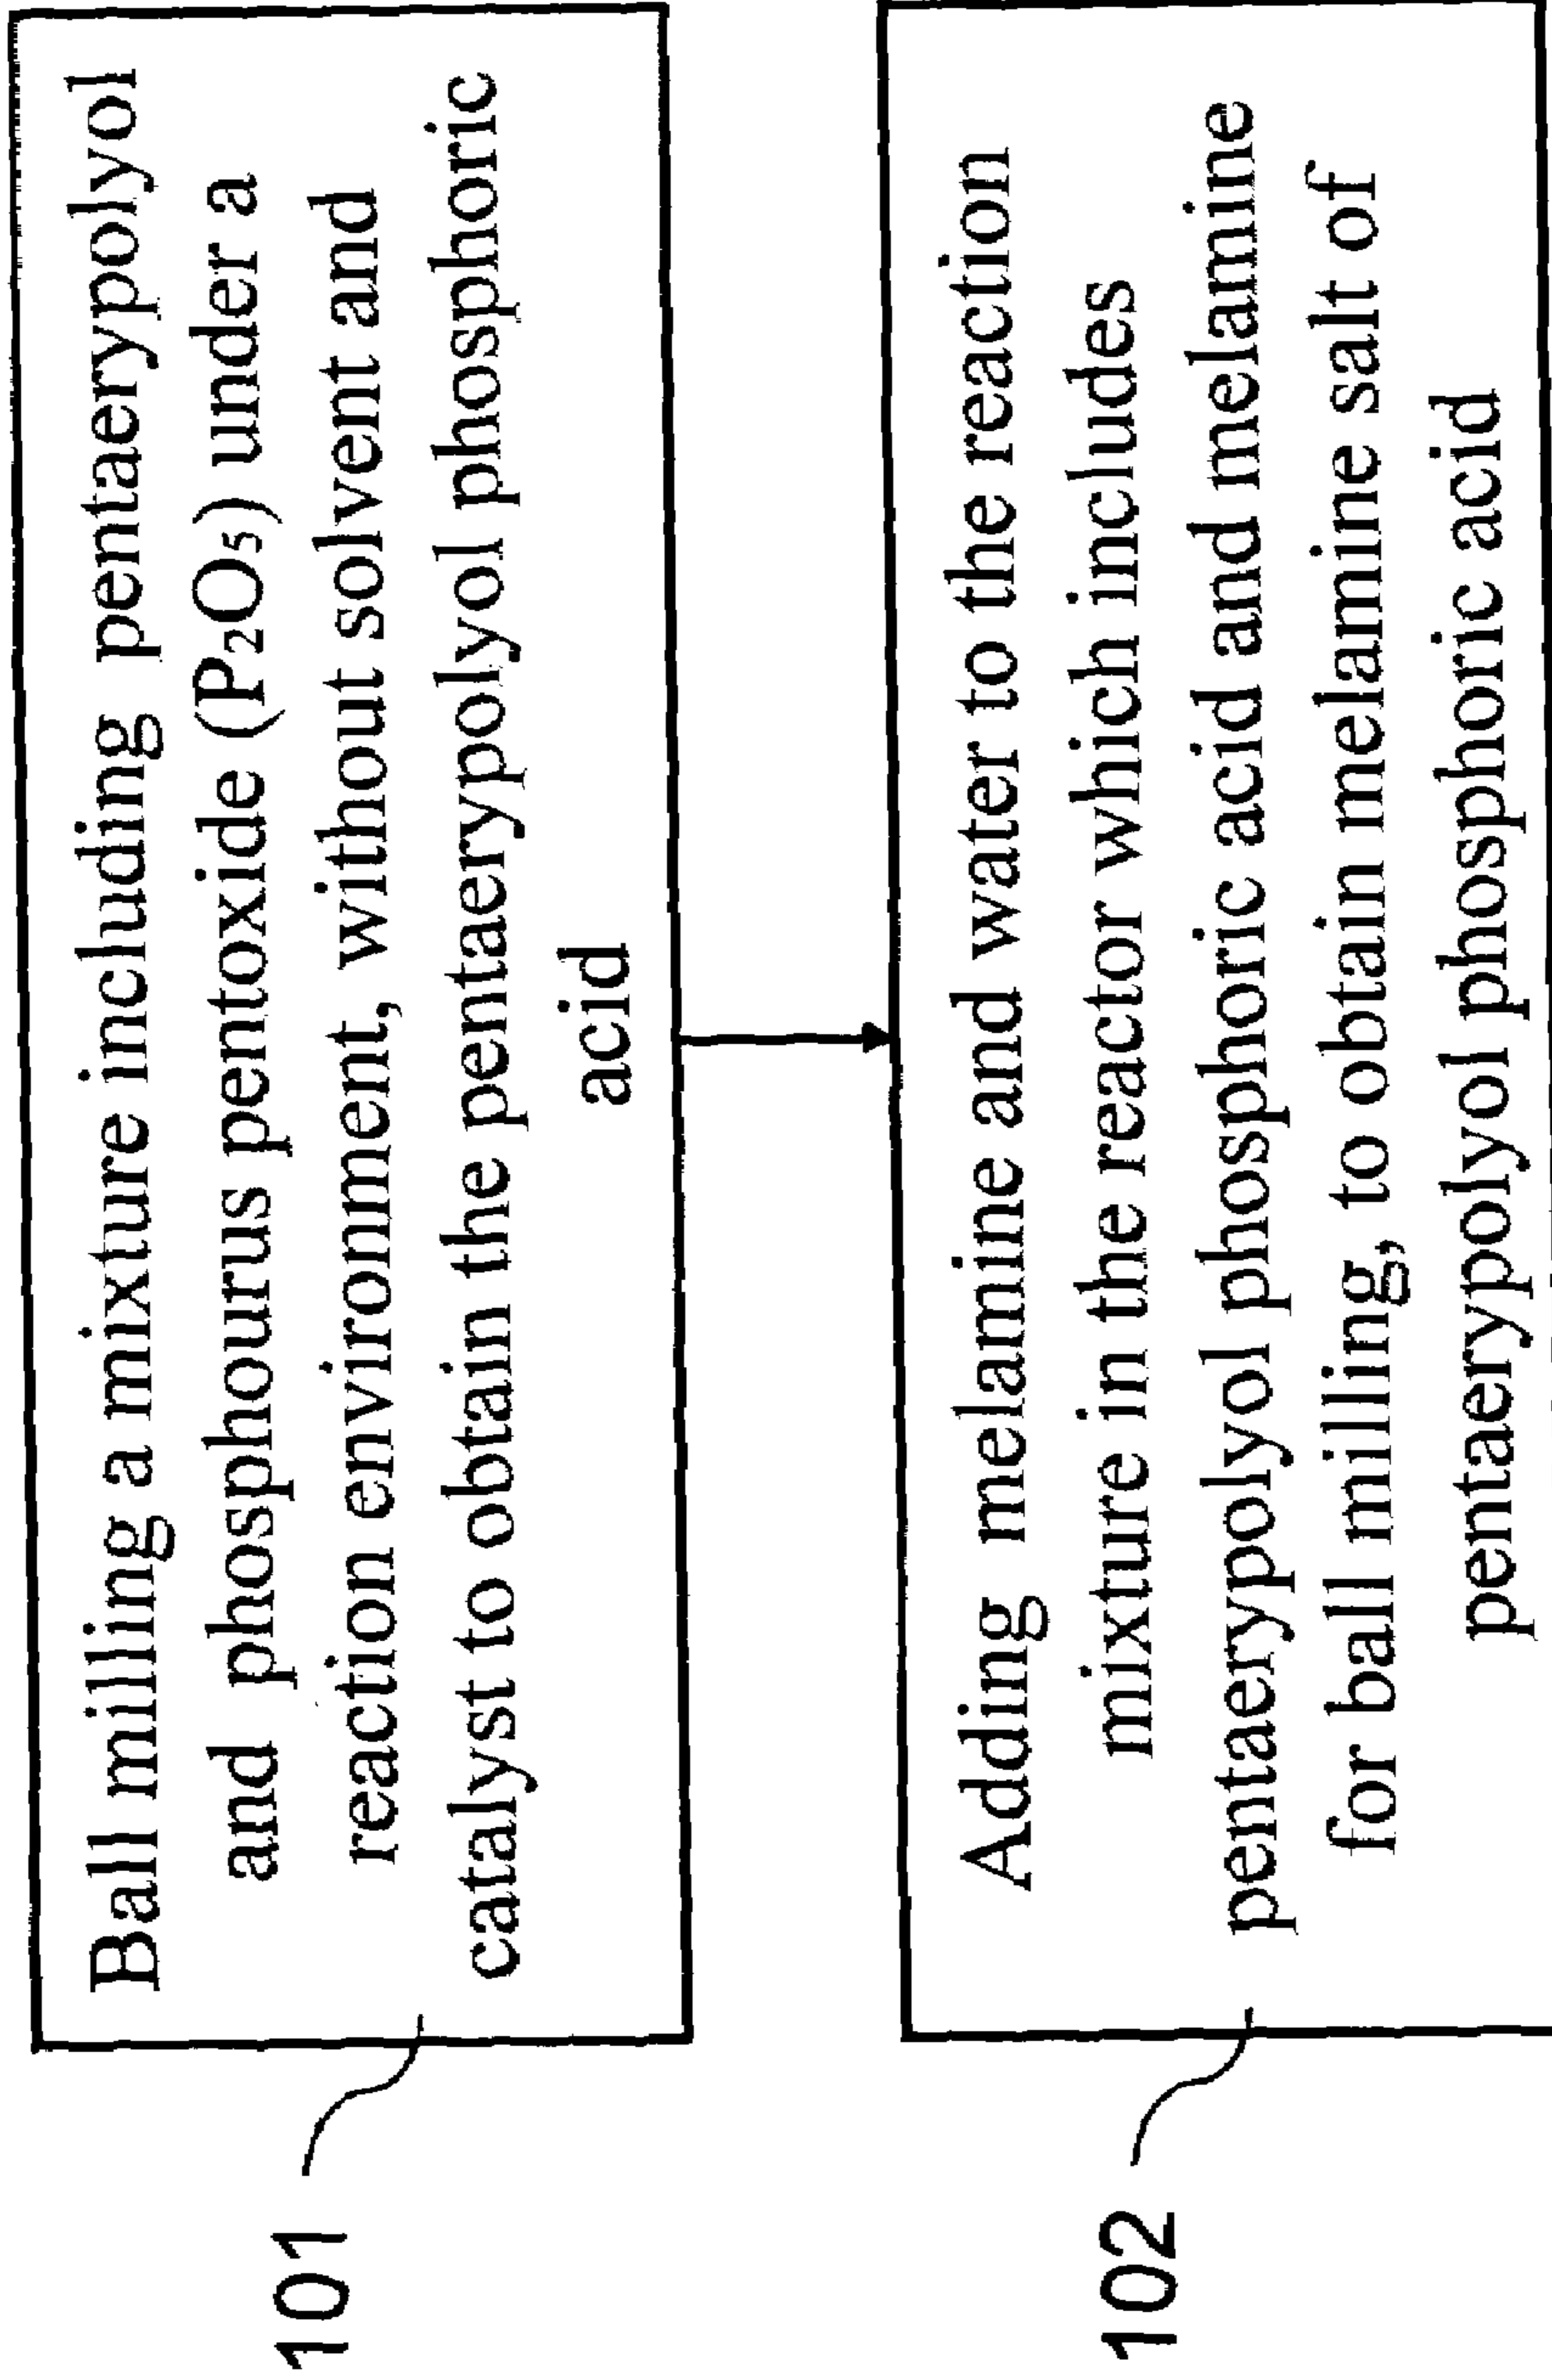 101
Ball milling a mixture including pentaerypolyol
and phosphourus pentoxide (P₂O₅) under a
reaction environment, without solvent and
catalyst to obtain the pentaerypolyol phosphoric
acid
102
Adding melamine and water to the reaction
mixture in the reactor which includes
pentaerypolyol phosphoric acid and melamine
for ball milling, to obtain melamine salt of
pentaerypolyol phosphoric acid